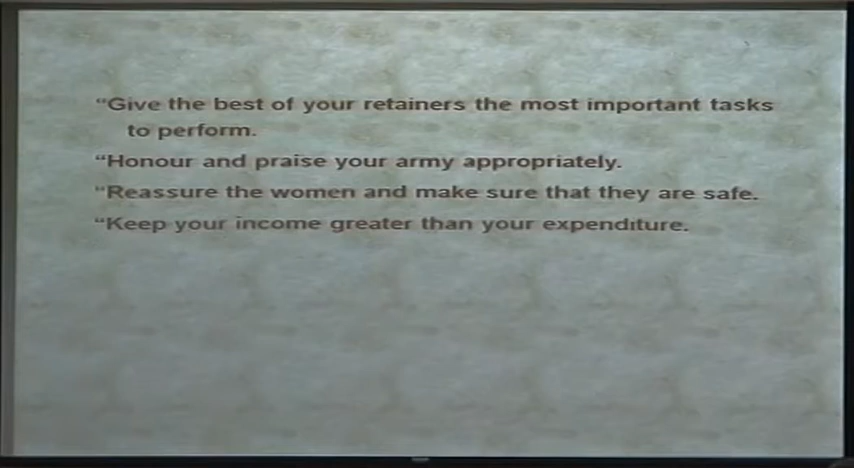 “Give the best of your retainers the most important tasks
to perform.
“Honour and praise your army appropriately.
“Reassure the women and make sure that they are safe.
“Keep your income greater than your expenditure.